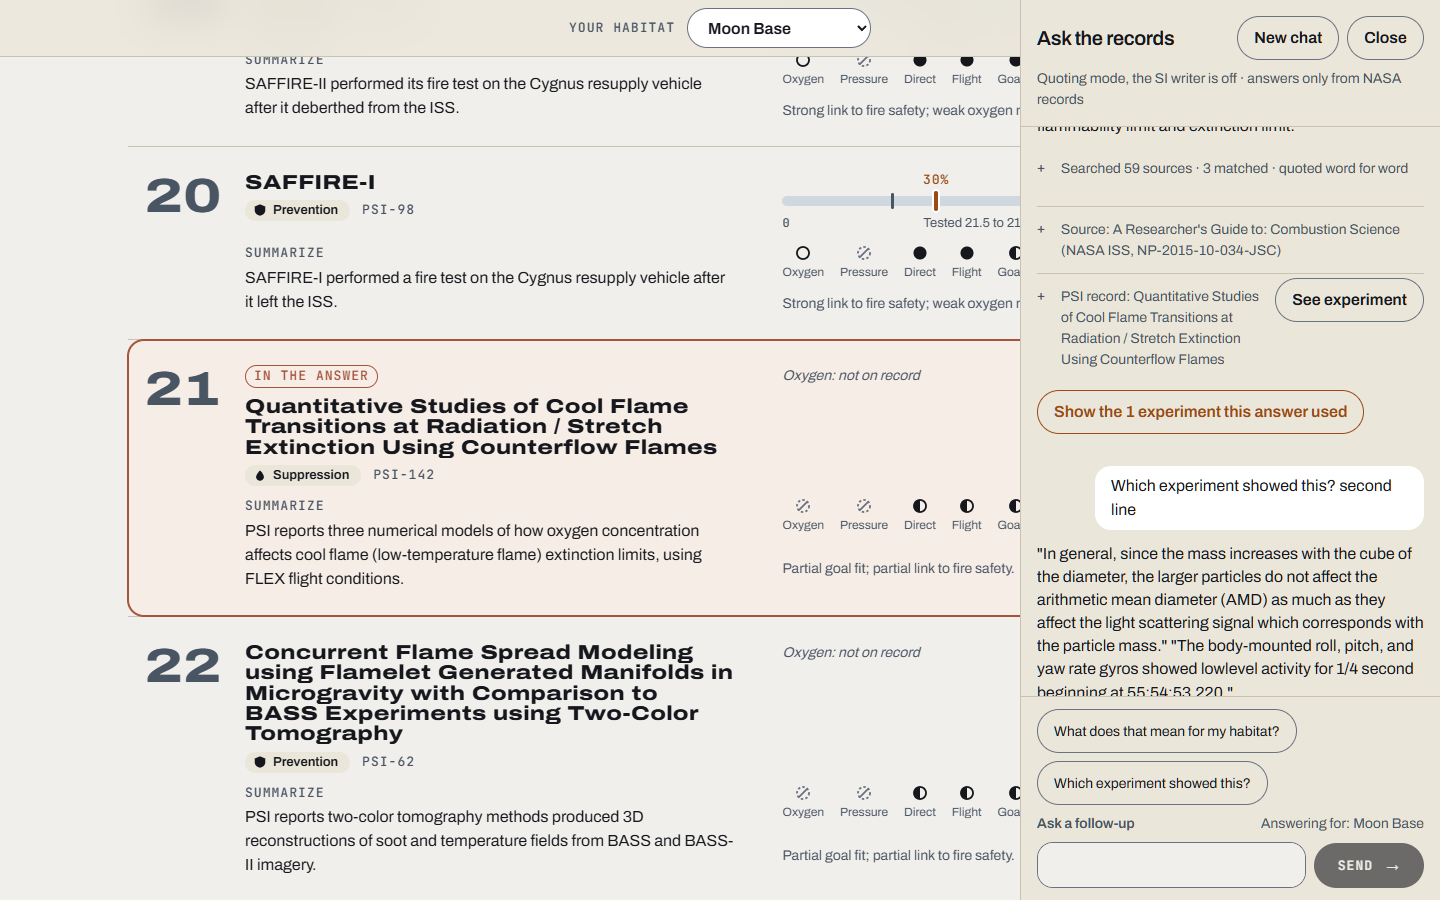 YOUR HABITAT
Moon Base
SUMMARIZE
SAFFIRE-II performed its fire test on the Cygnus resupply vehicle
after it deberthed from the ISS.
Oxygen Pressure Direct Flight Goa
Strong link to fire safety; weak oxygen r
20
SAFFIRE-I
Prevention PSI-98
SUMMARIZE
SAFFIRE-I performed a fire test on the Cygnus resupply vehicle after
it left the ISS.
30%
0 Tested 21.5 to 21
Oxygen Pressure Direct Flight Goa
Strong link to fire safety; weak oxygen r
21
IN THE ANSWER
Quantitative Studies of Cool Flame
Transitions at Radiation / Stretch
Extinction Using Counterflow Flames
Suppression PSI-142
SUMMARIZE
PSI reports three numerical models of how oxygen concentration
affects cool flame (low-temperature flame) extinction limits, using
FLEX flight conditions.
Oxygen: not on record
Oxygen Pressure Direct Flight Goa
Partial goal fit; partial link to fire safety.
22
Concurrent Flame Spread Modeling
using Flamelet Generated Manifolds in
Microgravity with Comparison to
BASS Experiments using Two-Color
Tomography
Prevention PSI-62
SUMMARIZE
PSI reports two-color tomography methods produced 3D
reconstructions of soot and temperature fields from BASS and BASS-
II imagery.
Oxygen: not on record
Oxygen Pressure Direct Flight Goa
Partial goal fit; partial link to fire safety.
Ask the records
New chat
Close
Quoting mode, the SI writer is off · answers only from NASA
records
flammability limit and extinction limit.
+ Searched 59 sources · 3 matched · quoted word for word
+ Source: A Researcher's Guide to: Combustion Science
(NASA ISS, NP-2015-10-034-JSC)
+ PSI record: Quantitative Studies
of Cool Flame Transitions at
Radiation / Stretch Extinction
Using Counterflow Flames
See experiment
Show the 1 experiment this answer used
Which experiment showed this? second
line
"In general, since the mass increases with the cube of
the diameter, the larger particles do not affect the
arithmetic mean diameter (AMD) as much as they
affect the light scattering signal which corresponds with
the particle mass." "The body-mounted roll, pitch, and
yaw rate gyros showed lowlevel activity for 1/4 second
beginning at 55:54:53.220."
What does that mean for my habitat?
Which experiment showed this?
Ask a follow-up
Answering for: Moon Base
SEND →